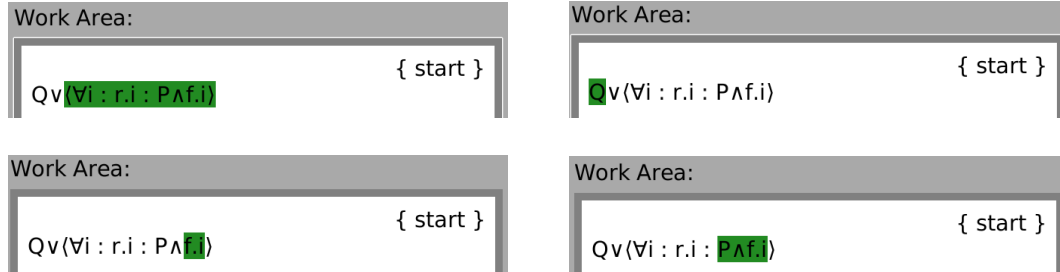 Work Area:
{ start }
Q∨⟨∀i : r.i : P∧f.i⟩
Work Area:
{ start }
Q∨⟨∀i : r.i : P∧f.i⟩
Work Area:
{ start }
Q∨⟨∀i : r.i : P∧f.i⟩
Work Area:
{ start }
Q∨⟨∀i : r.i : P∧f.i⟩